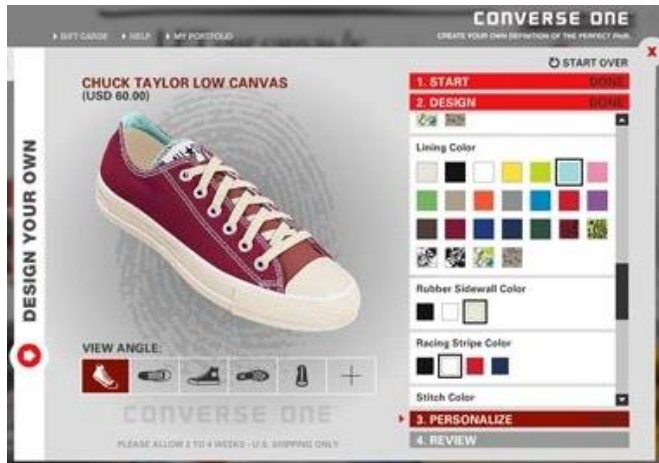 CONVERSE ONE
GIFT CARDS HELP MY PORTFOLIO
CREATE YOUR OWN DEFINITION OF THE PERFECT PAIR.
X
START OVER
CHUCK TAYLOR LOW CANVAS
(USD 60.00)
1. START DONE
2. DESIGN DONE
Lining Color
DESIGN YOUR OWN
Rubber Sidewall Color
Racing Stripe Color
VIEW ANGLE:
Stitch Color
CONVERSE ONE
3. PERSONALIZE
PLEASE ALLOW 2 TO 4 WEEKS - U.S. SHIPPING ONLY
4. REVIEW